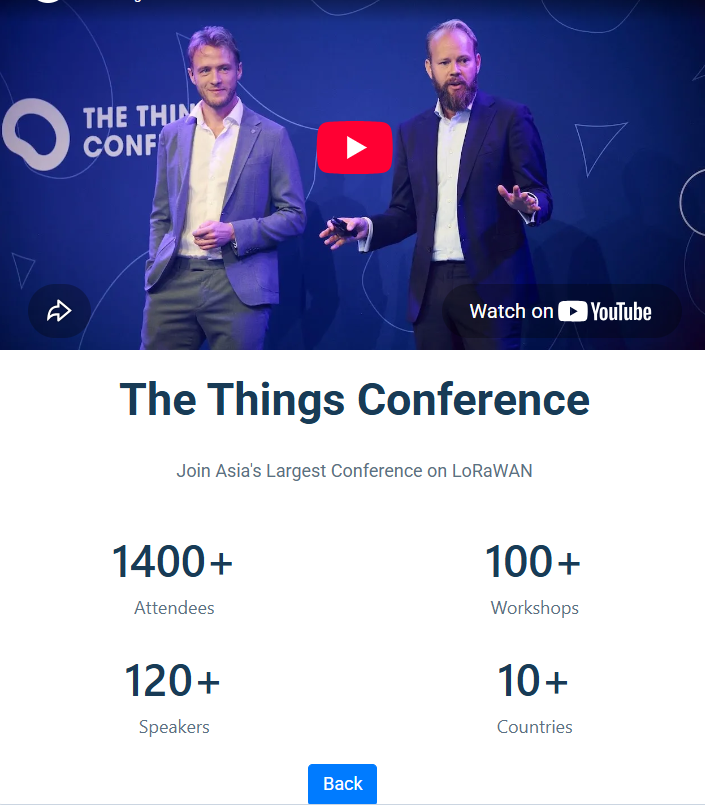 THE THIN
CONF
Watch on YouTube
The Things Conference
Join Asia's Largest Conference on LoRaWAN
1400+
Attendees
100+
Workshops
120+
Speakers
10+
Countries
Back